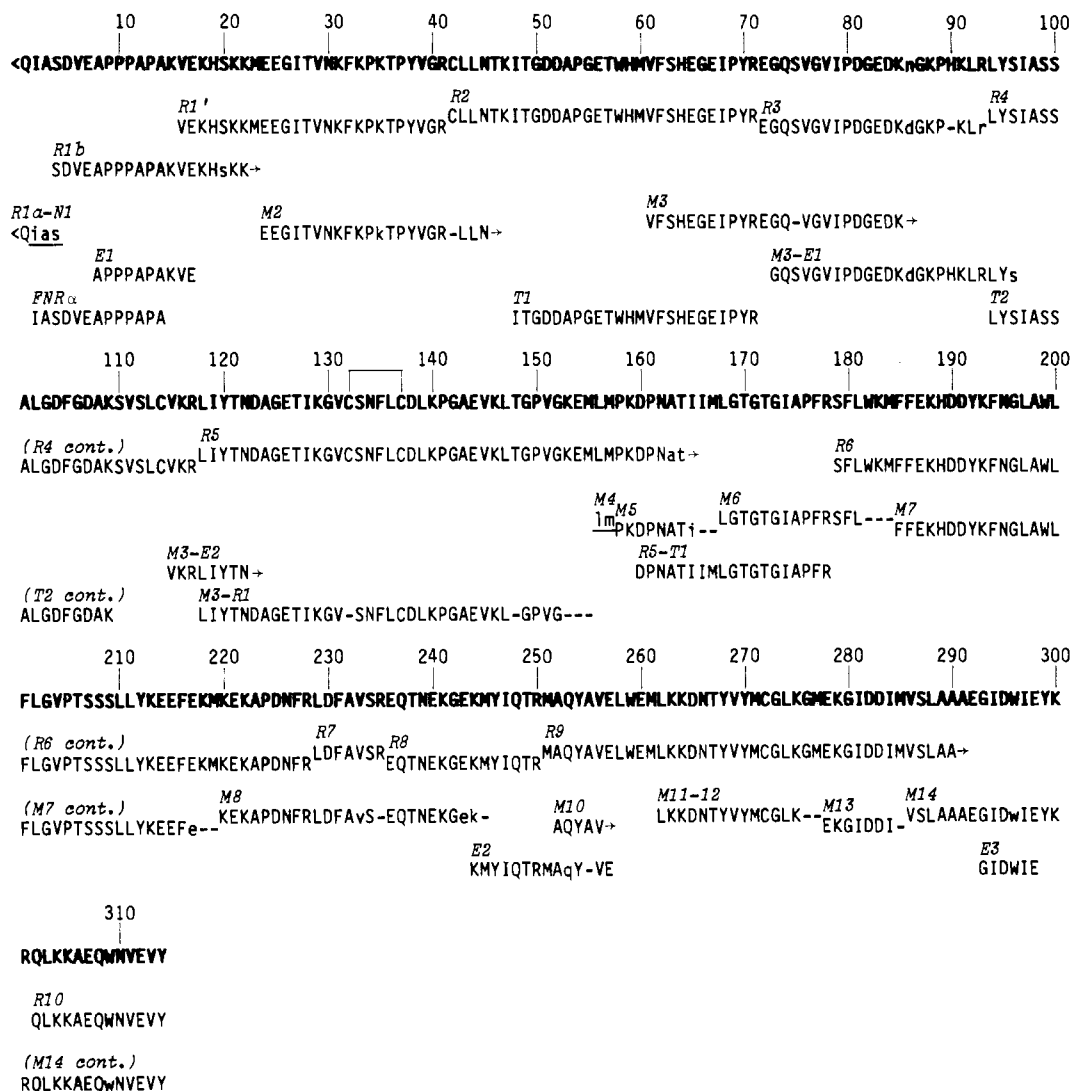 10 20 30 40 50 60 70 80 90 100
<QIASDVEAPPPAPAKVEKHSKKMEEGITVNKFKPKTPYVGRCLLNTKITGDDAPGETWHMVFSHEGEIPYREGQSVGVIPDGEDKnGKPHKLRLYSIASS
R1' R2 R3 R4
VEKHSKKMEEGITVNKFKPKTPYVGR CLLNTKITGDDAPGETWHMVFSHEGEIPYR EGQSVGVIPDGEDKdGKP-KLr LYSIASS
R1b
SDVEAPPPAPAKVEKHsKK→
R1a-N1 M2 M3
<Qias EEGITVNKFKPkTPYVGR-LLN→ VFSHEGEIPYREGQ-VGVIPDGEDK→
E1 M3-E1
APPPAPAKVE GQSVGVIPDGEDKdGKPHKLRLYs
FNRα T1 T2
IASDVEAPPPAPA ITGDDAPGETWHMVFSHEGEIPYR LYSIASS
110 120 130 140 150 160 170 180 190 200
ALGDFGDAKSVSLCVKRLIYTNDAGETIKGVCSNFLCDLKPGAEVKLTGPVGKEMLMPKDPNATIIMLGTGTGIAPFRSFLWKMFFEKHDDYKFNGLAWL
(R4 cont.) R5 R6
ALGDFGDAKSVSLCVKR LIYTNDAGETIKGVCSNFLCDLKPGAEVKLTGPVGKEMLMPKDPNat→ SFLWKMFFEKHDDYKFNGLAWL
M4 M5 M6 M7
lm PKDPNATi-- LGTGTGIAPFRSFL--- FFEKHDDYKFNGLAWL
M3-E2 R5-T1
VKRLIYTN→ DPNATIIMLGTGTGIAPFR
(T2 cont.) M3-R1
ALGDFGDAK LIYTNDAGETIKGV-SNFLCDLKPGAEVKL-GPVG---
210 220 230 240 250 260 270 280 290 300
FLGVPTSSSLLYKEEFEKMKEKAPDNFRLDFAVSREQTNEKGEKMYIQTRMAQYAVELWEMLKKDNTYVYMCGLKGMEKGIDDIMVSLAAAEGIDWIEYK
(R6 cont.) R7 R8 R9
FLGVPTSSSLLYKEEFEKMKEKAPDNFR LDFAVSR EQTNEKGEKMYIQTR MAQYAVELWEMLKKDNTYVYMCGLKGMEKGIDDIMVSLAA→
(M7 cont.) M8 M10 M11-12 M13 M14
FLGVPTSSSLLYKEEFe-- KEKAPDNFRLDFAvS-EQTNEKGek- AQYAV→ LKKDNTYVYMCGLK-- EKGIDDI- VSLAAAEGIDwIEYK
E2 E3
KMYIQTRMAqY-VE GIDWIE
310
RQLKKAEQWNVEVY
R10
QLKKAEQWNVEVY
(M14 cont.)
RQLKKAEQwNVEVY